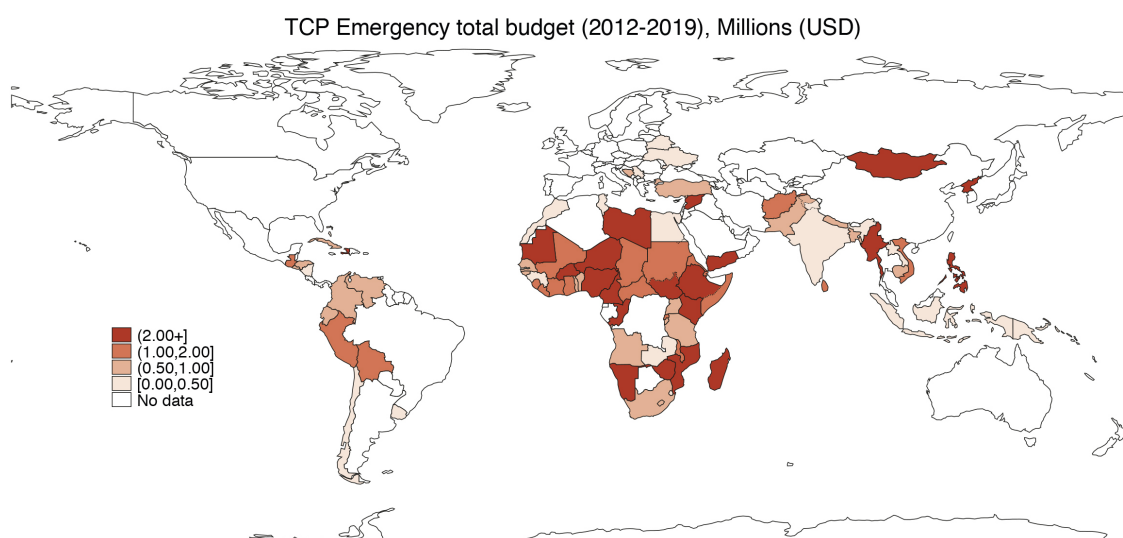 TCP Emergency total budget (2012-2019), Millions (USD)
(2.00+]
(1.00,2.00]
(0.50,1.00]
[0.00,0.50]
No data